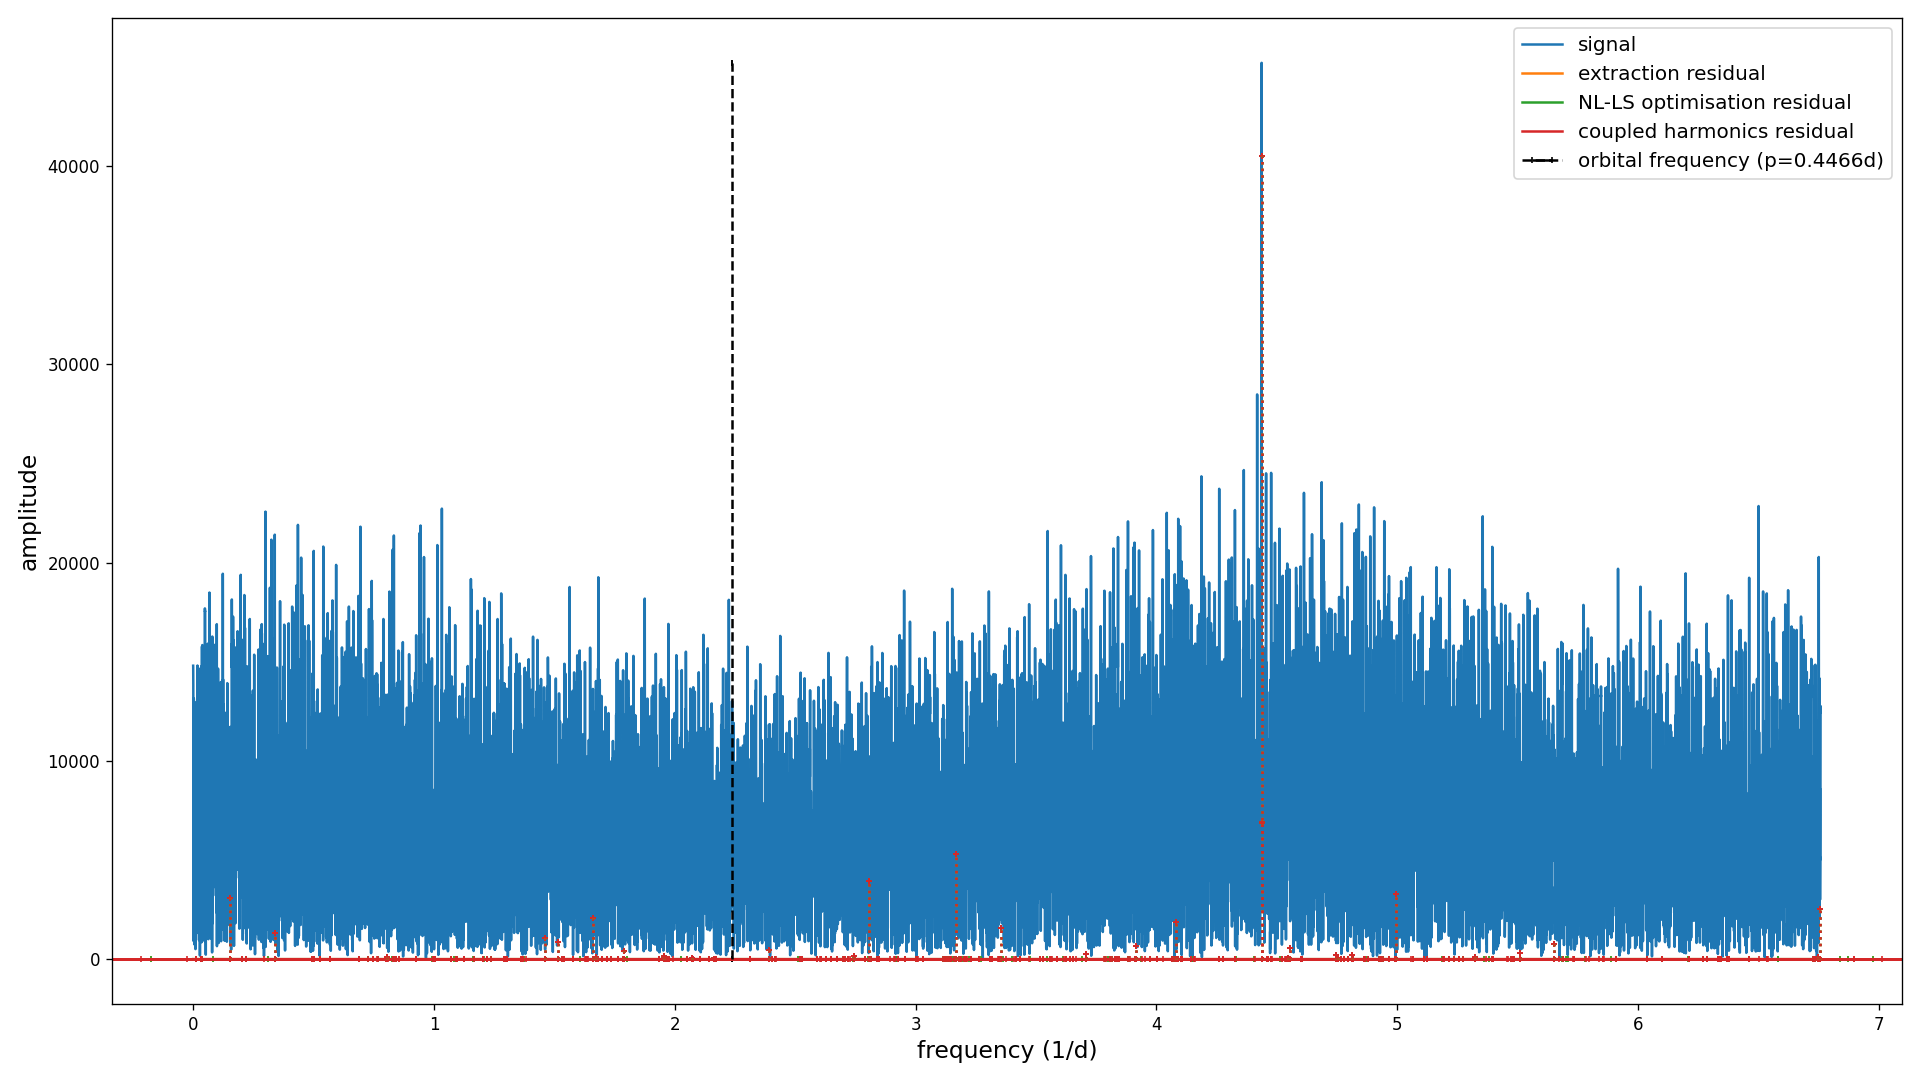 signal
extraction residual
NL-LS optimisation residual
coupled harmonics residual
orbital frequency (p=0.4466d)
amplitude
40000
30000
20000
10000
0
0 1 2 3 4 5 6 7
frequency (1/d)